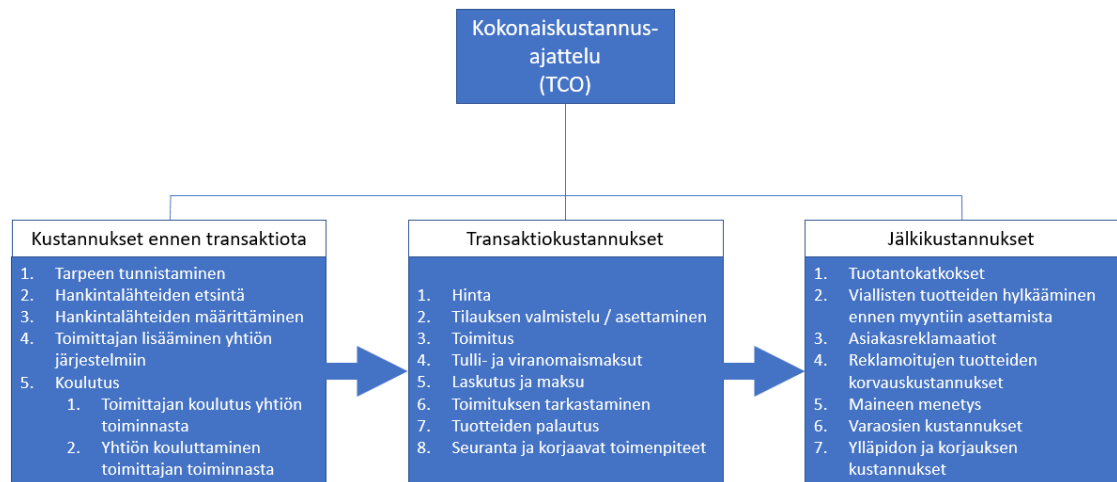 Kokonaiskustannus-
ajattelu
(TCO)
Kustannukset ennen transaktiota
1. Tarpeen tunnistaminen
2. Hankintalähteiden etsintä
3. Hankintalähteiden määrittäminen
4. Toimittajan lisääminen yhtiön
järjestelmiin
5. Koulutus
1. Toimittajan koulutus yhtiön
toiminnasta
2. Yhtiön kouluttaminen
toimittajan toiminnasta
Transaktiokustannukset
1. Hinta
2. Tilauksen valmistelu / asettaminen
3. Toimitus
4. Tulli- ja viranomaismaksut
5. Laskutus ja maksu
6. Toimituksen tarkastaminen
7. Tuotteiden palautus
8. Seuranta ja korjaavat toimenpiteet
Jälkikustannukset
1. Tuotantokatkokset
2. Viallisten tuotteiden hylkääminen
ennen myyntiin asettamista
3. Asiakasreklamaatiot
4. Reklamoitujen tuotteiden
korvauskustannukset
5. Maineen menetys
6. Varaosien kustannukset
7. Ylläpidon ja korjauksen
kustannukset